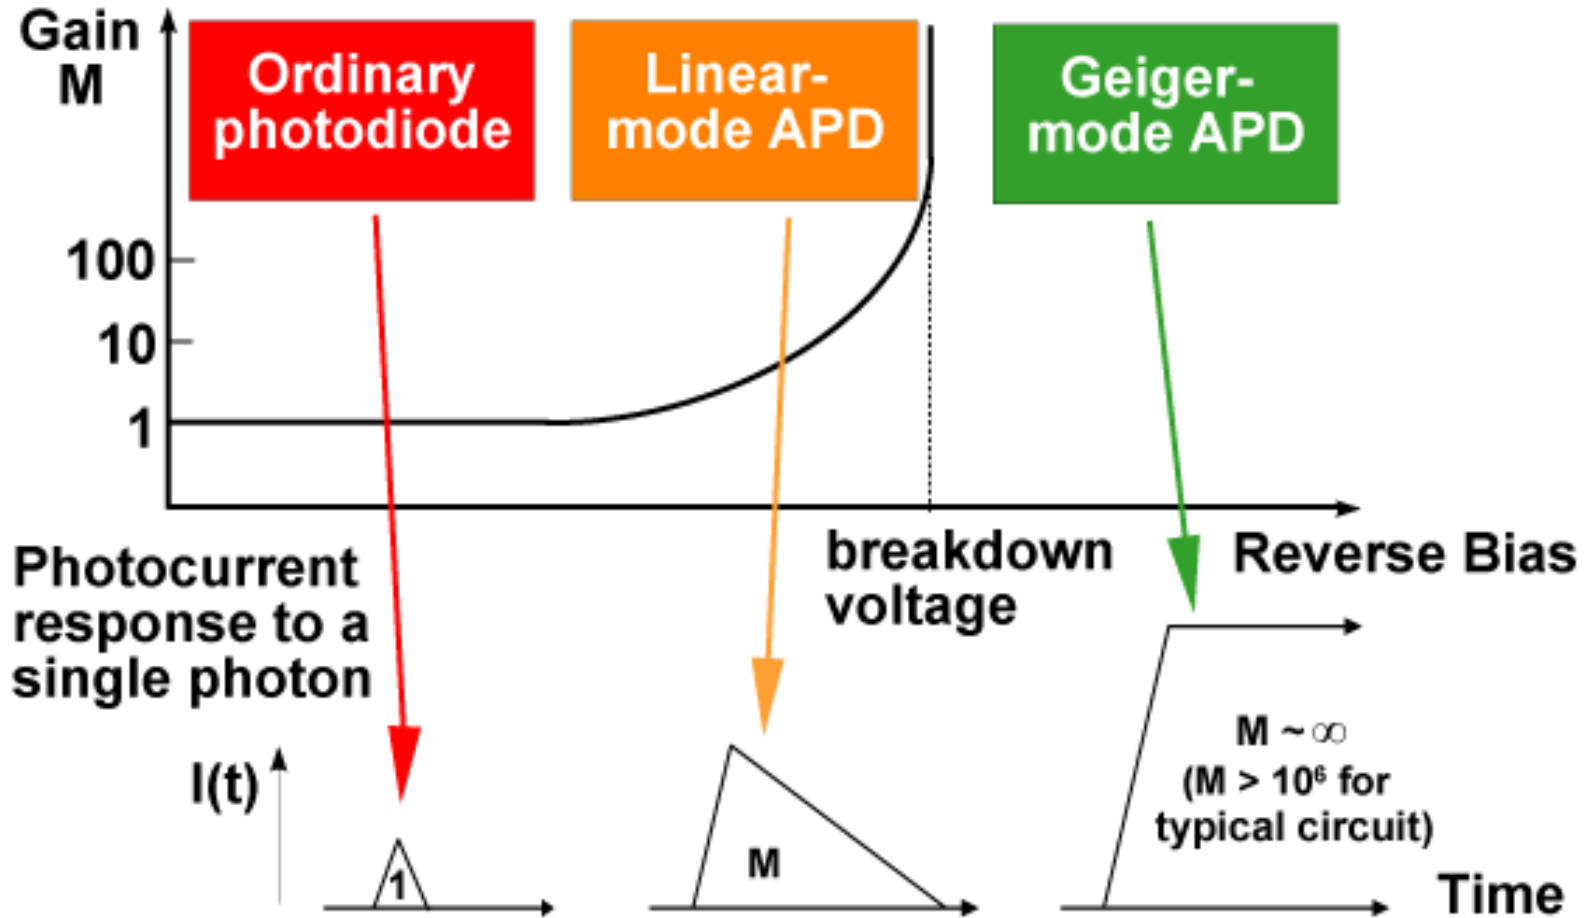 Gain
M
Ordinary
photodiode
Linear-
mode APD
Geiger-
mode APD
100
10
1
Photocurrent
response to a
single photon
breakdown
voltage
Reverse Bias
I(t)
1
M
M ~ ∞
(M > 10⁶ for
typical circuit)
Time